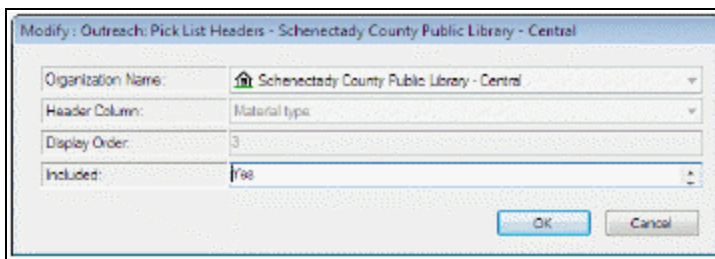 Modify : Outreach: Pick List Headers - Schenectady County Public Library - Central
Organization Name: Schenectady County Public Library - Central
Header Column: Material type
Display Order: 3
Included: Yes
OK Cancel